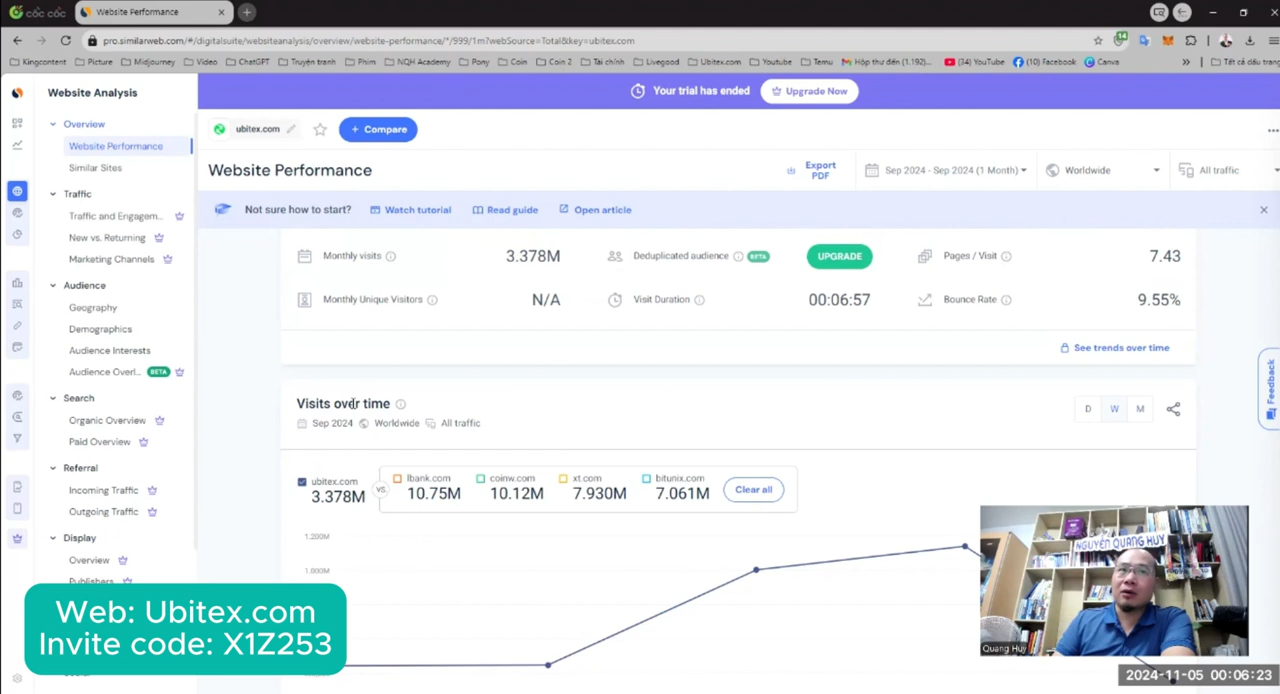 cốc cốc
Website Performance
pro.similarweb.com/#/digitalsuite/websiteanalysis/overview/website-performance/*/999/1m?webSource=Total&key=ubitex.com
14
Kingcontent Picture Midjourney Video ChatGPT Truyện tranh Phim NQH Academy Pony Coin Coin 2 Tài chính Livegood Ubitex.com Youtube Temu Hộp thư đến (1.192)... (34) YouTube (10) Facebook Canva Tất cả dấu trang
Website Analysis
Your trial has ended
Upgrade Now
Overview
Website Performance
Similar Sites
Traffic
Traffic and Engagem...
New vs. Returning
Marketing Channels
Audience
Geography
Demographics
Audience Interests
Audience Overl... BETA
Search
Organic Overview
Paid Overview
Referral
Incoming Traffic
Outgoing Traffic
Display
Overview
Publishers
ubitex.com
+ Compare
Website Performance
Export PDF
Sep 2024 - Sep 2024 (1 Month)
Worldwide
All traffic
Not sure how to start?
Watch tutorial
Read guide
Open article
Monthly visits 3.378M
Deduplicated audience BETA UPGRADE
Pages / Visit 7.43
Monthly Unique Visitors N/A
Visit Duration 00:06:57
Bounce Rate 9.55%
See trends over time
Feedback
Visits over time
Sep 2024 Worldwide All traffic
D W M
ubitex.com
3.378M
VS.
lbank.com
10.75M
coinw.com
10.12M
xt.com
7.930M
bitunix.com
7.061M
Clear all
1.200M
1.000M
NGUYỄN QUANG HUY
Quang Huy
Web: Ubitex.com
Invite code: X1Z253
2024-11-05 00:06:23